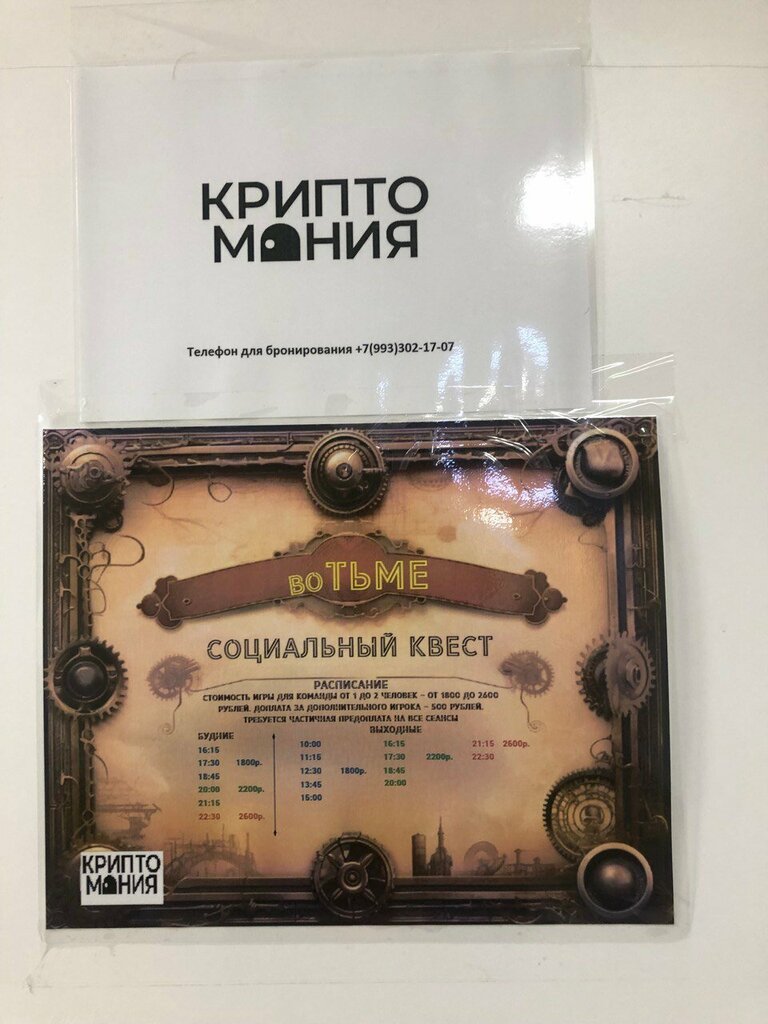 КРИПТО
МАНИЯ
Телефон для бронирования +7(993)302-17-07
ВО ТЬМЕ
СОЦИАЛЬНЫЙ КВЕСТ
РАСПИСАНИЕ
СТОИМОСТЬ ИГРЫ ДЛЯ КОМАНДЫ ОТ 1 ДО 2 ЧЕЛОВЕК – ОТ 1800 ДО 2600
РУБЛЕЙ. ДОПЛАТА ЗА ДОПОЛНИТЕЛЬНОГО ИГРОКА – 500 РУБЛЕЙ.
ТРЕБУЕТСЯ ЧАСТИЧНАЯ ПРЕДОПЛАТА НА ВСЕ СЕАНСЫ
БУДНИЕ
16:15
17:30 1800р.
18:45
20:00 2200р.
21:15
22:30 2600р.
ВЫХОДНЫЕ
10:00
11:15
12:30 1800р.
13:45
15:00
16:15
17:30 2200р.
18:45
20:00
21:15 2600р.
22:30
КРИПТО
МАНИЯ